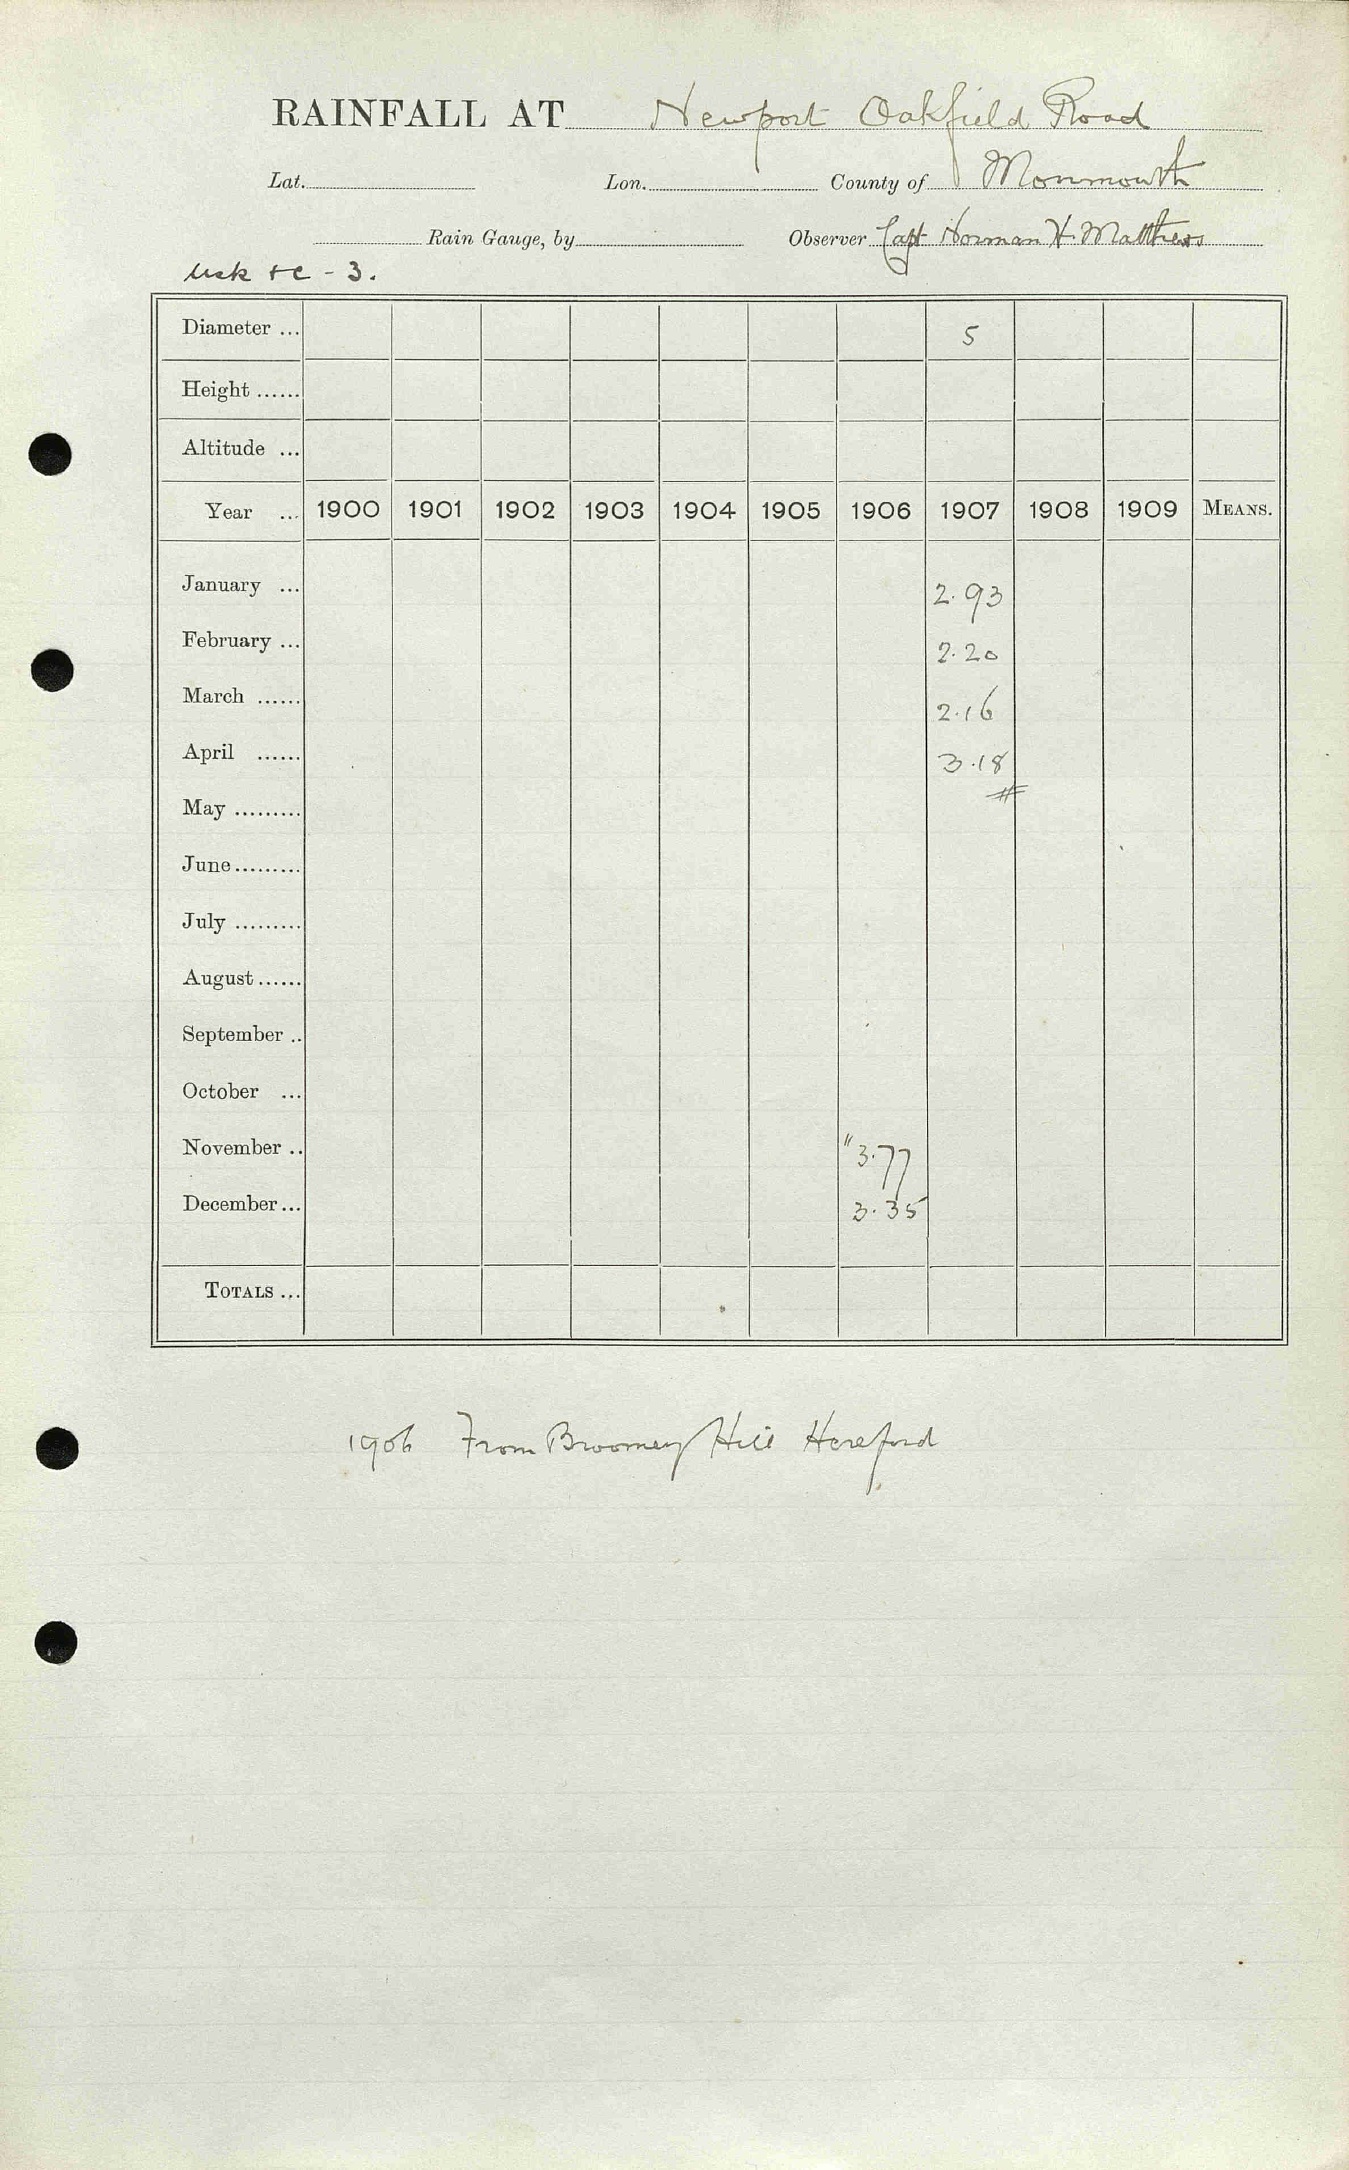 RAINFALL AT Newport Oakfield Road
Lat. Lon. County of Monmouth
Rain Gauge, by Observer Capt Norman H. Matthews
Usk &c - 3.
Diameter ... 5
Height ......
Altitude ...
Year ... 1900 1901 1902 1903 1904 1905 1906 1907 1908 1909 MEANS.
January ... 2.93
February ... 2.20
March ...... 2.16
April ...... 3.18
May .........
June.........
July .........
August......
September ..
October ...
November .. " 3.77
December... 3.35
TOTALS ...
1906 From Broomey Hill Hereford